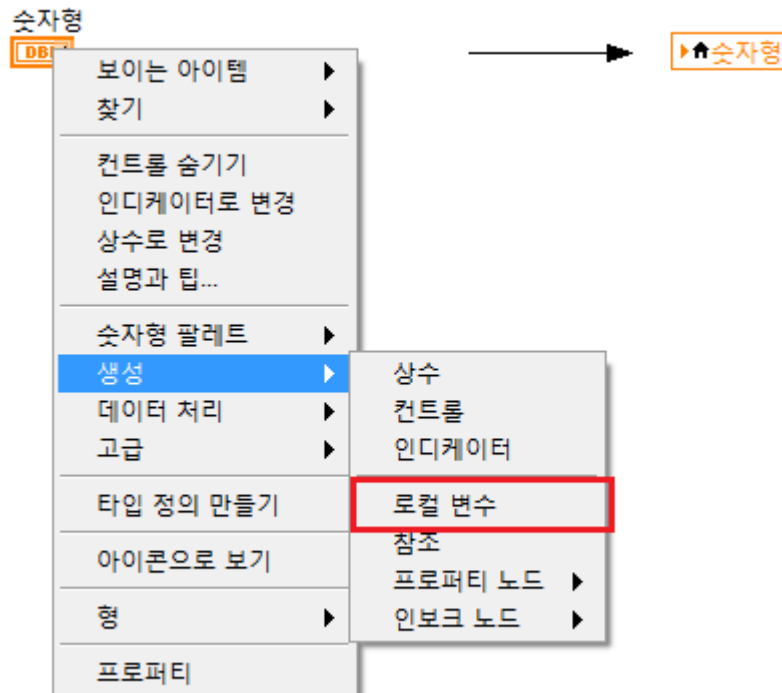 숫자형
DBL
보이는 아이템
찾기
컨트롤 숨기기
인디케이터로 변경
상수로 변경
설명과 팁...
숫자형 팔레트
생성
데이터 처리
고급
타입 정의 만들기
아이콘으로 보기
형
프로퍼티
상수
컨트롤
인디케이터
로컬 변수
참조
프로퍼티 노드
인보크 노드
숫자형